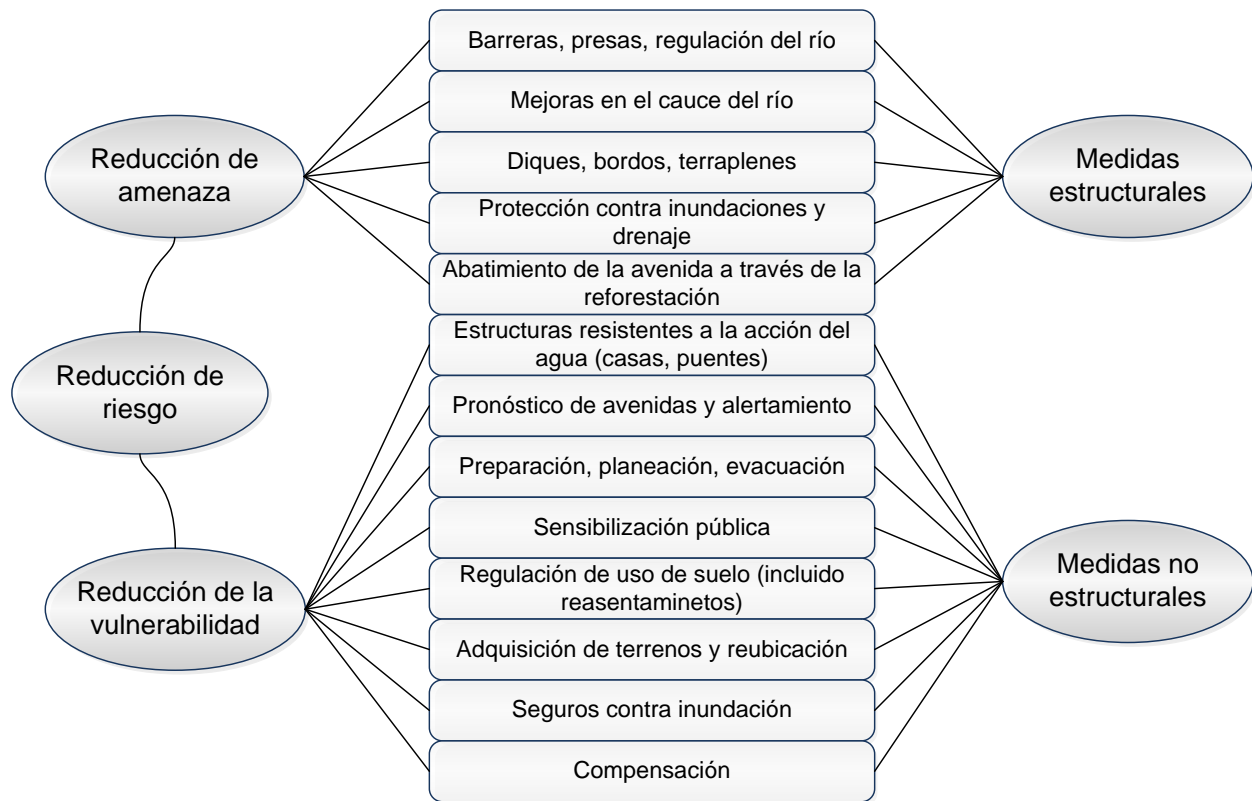 Barreras, presas, regulación del río
Mejoras en el cauce del río
Diques, bordos, terraplenes
Protección contra inundaciones y
drenaje
Abatimiento de la avenida a través de la
reforestación
Estructuras resistentes a la acción del
agua (casas, puentes)
Pronóstico de avenidas y alertamiento
Preparación, planeación, evacuación
Sensibilización pública
Regulación de uso de suelo (incluido
reasentaminetos)
Adquisición de terrenos y reubicación
Seguros contra inundación
Compensación
Reducción de
amenaza
Reducción de
riesgo
Reducción de la
vulnerabilidad
Medidas
estructurales
Medidas no
estructurales